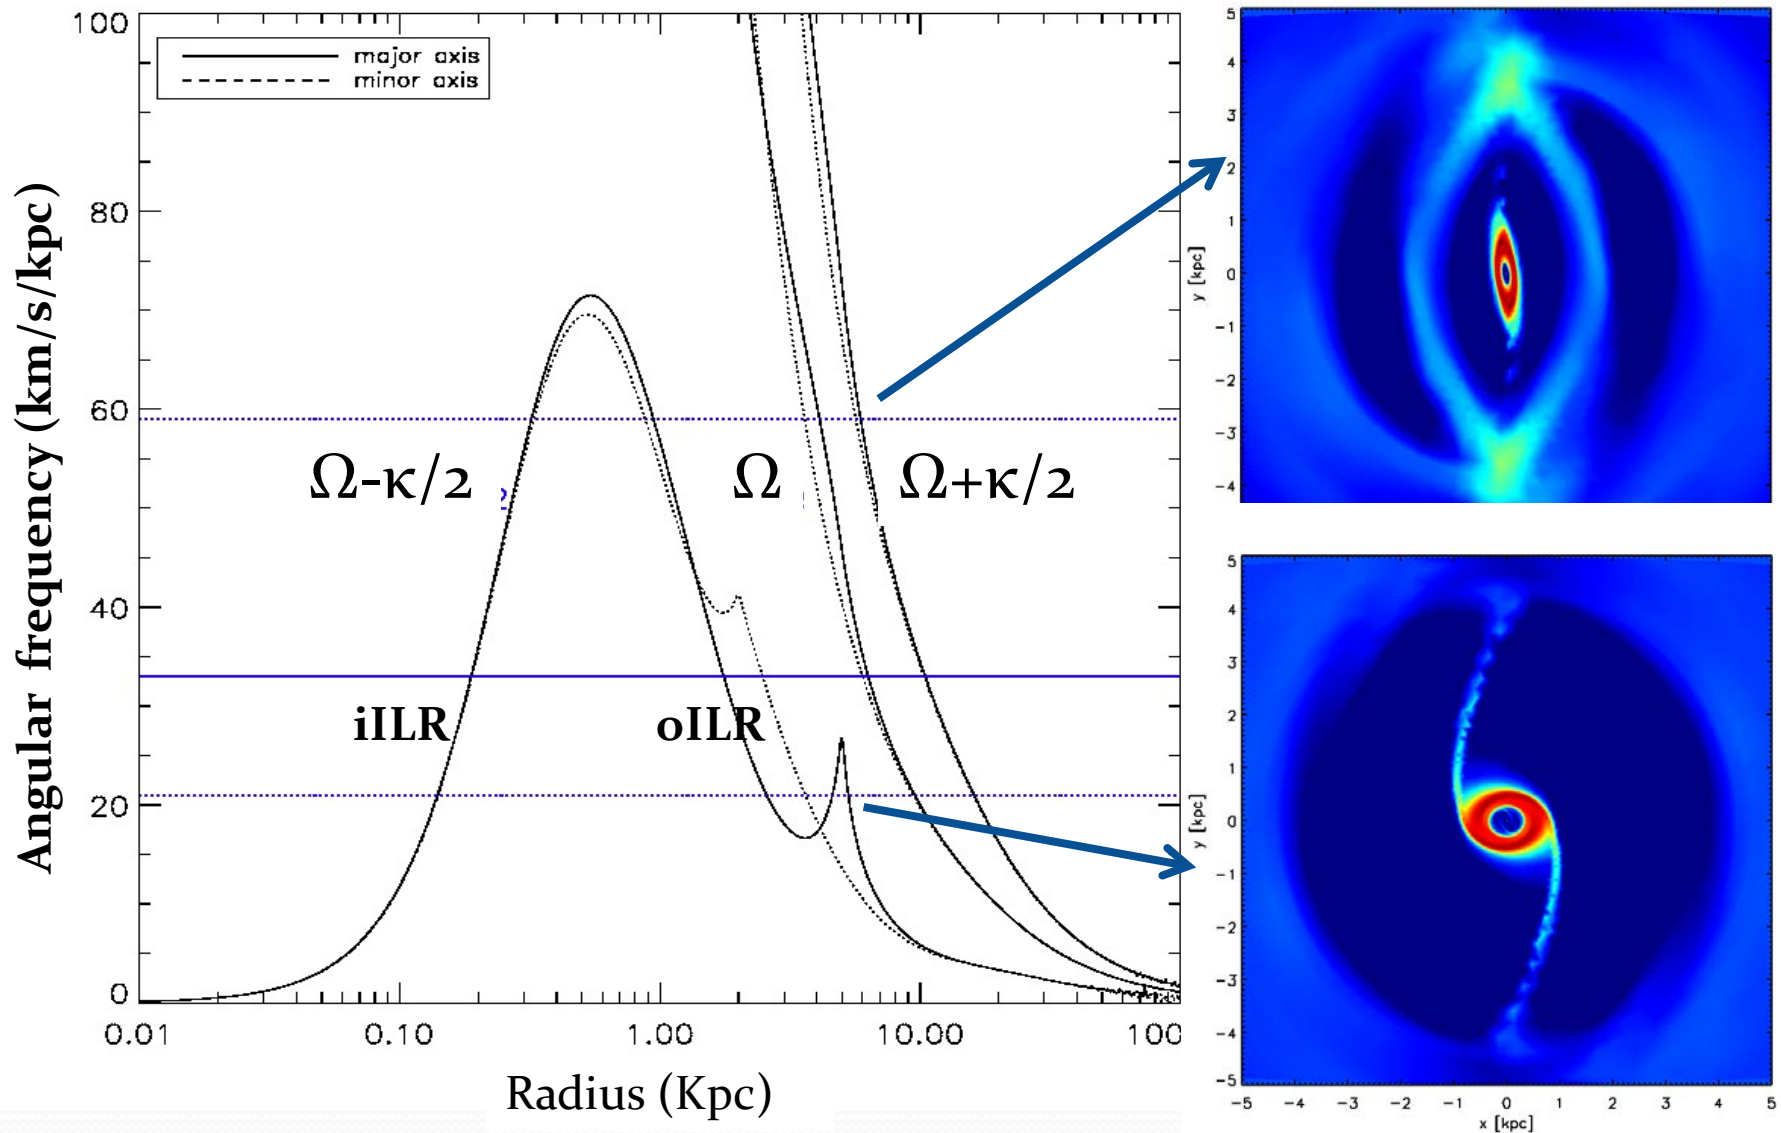 100
80
60
40
20
0
major axis
minor axis
Angular frequency (km/s/kpc)
Ω-κ/2
Ω
Ω+κ/2
iILR
oILR
0.01
0.10
1.00
10.00
100
Radius (Kpc)
5
4
3
2
1
0
−1
−2
−3
−4
y [kpc]
5
4
3
2
1
0
−1
−2
−3
−4
−5
y [kpc]
−5 −4 −3 −2 −1 0 1 2 3 4 5
x [kpc]